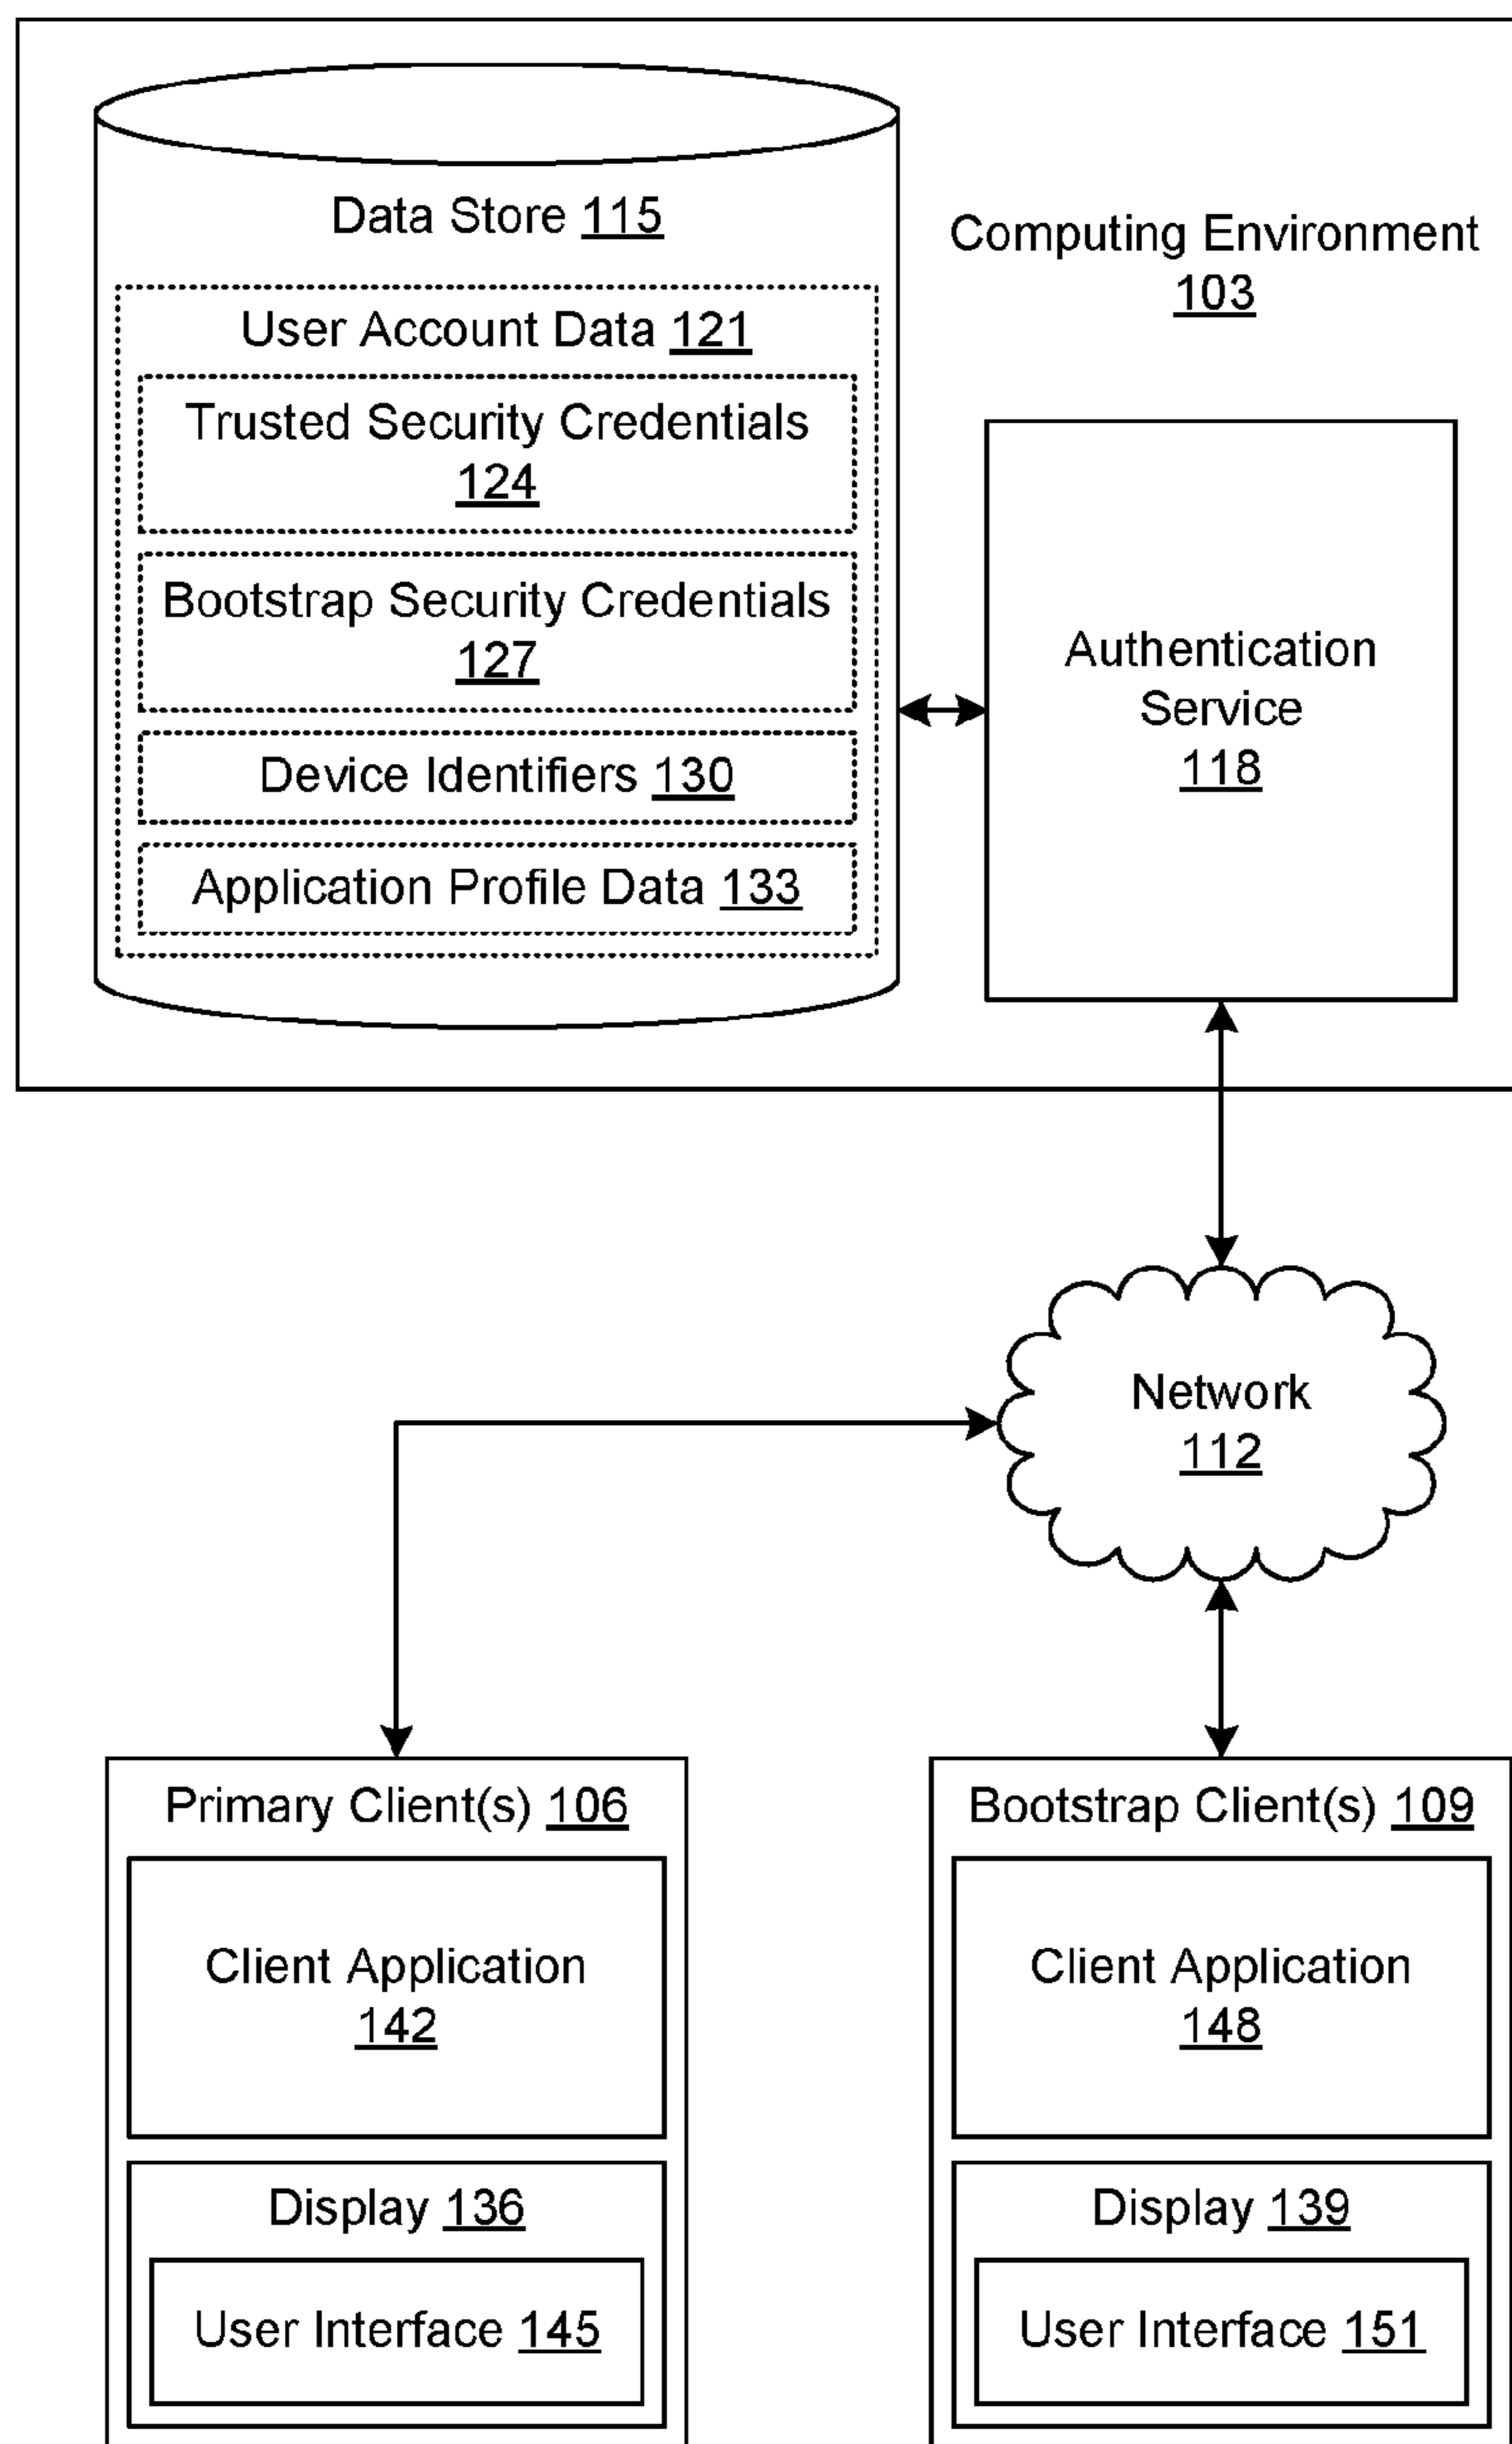 Data Store 115
Computing Environment
103
User Account Data 121
Trusted Security Credentials
124
Bootstrap Security Credentials
127
Device Identifiers 130
Application Profile Data 133
Authentication
Service
118
Network
112
Primary Client(s) 106
Client Application
142
Display 136
User Interface 145
Bootstrap Client(s) 109
Client Application
148
Display 139
User Interface 151